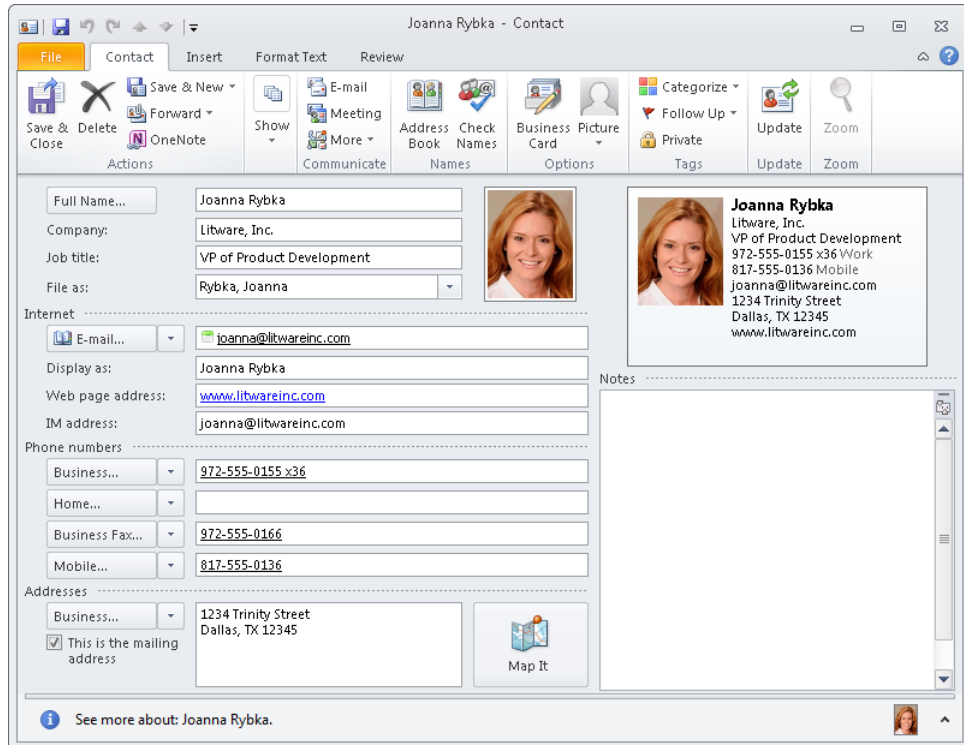 Joanna Rybka - Contact
File Contact Insert Format Text Review
Save & Close
Delete
Save & New
Forward
OneNote
Actions
Show
E-mail
Meeting
More
Communicate
Address Book
Check Names
Names
Business Card
Picture
Options
Categorize
Follow Up
Private
Tags
Update
Update
Zoom
Zoom
Full Name... Joanna Rybka
Company: Litware, Inc.
Job title: VP of Product Development
File as: Rybka, Joanna
Internet
E-mail... joanna@litwareinc.com
Display as: Joanna Rybka
Web page address: www.litwareinc.com
IM address: joanna@litwareinc.com
Phone numbers
Business... 972-555-0155 x36
Home...
Business Fax... 972-555-0166
Mobile... 817-555-0136
Addresses
Business... 1234 Trinity Street
Dallas, TX 12345
This is the mailing
address
Map It
Joanna Rybka
Litware, Inc.
VP of Product Development
972-555-0155 x36 Work
817-555-0136 Mobile
joanna@litwareinc.com
1234 Trinity Street
Dallas, TX 12345
www.litwareinc.com
Notes
See more about: Joanna Rybka.